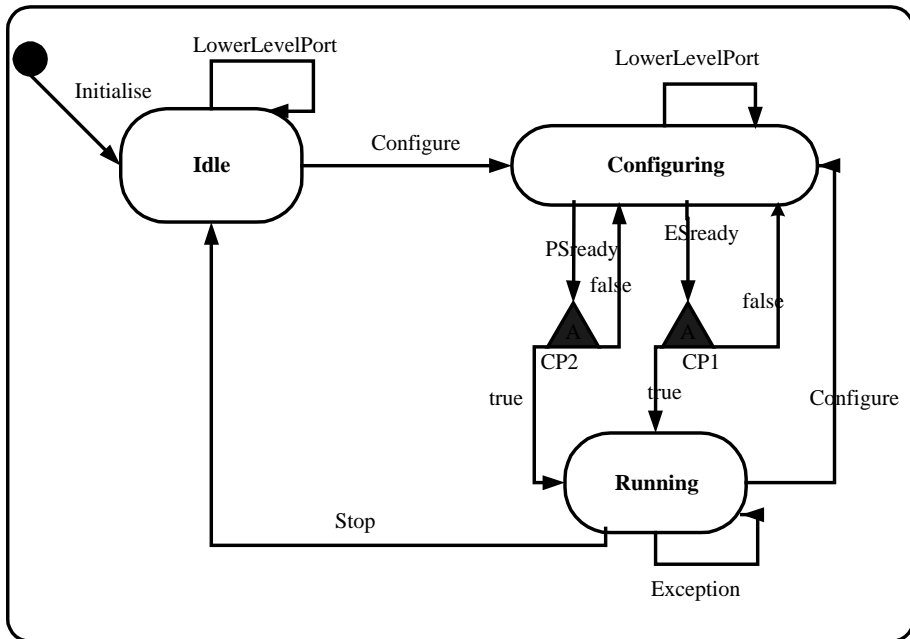 LowerLevelPort
LowerLevelPort
Initialise
Configure
Idle
Configuring
PSready
ESready
false
false
A
A
CP2
CP1
true
true
Configure
Running
Stop
Exception